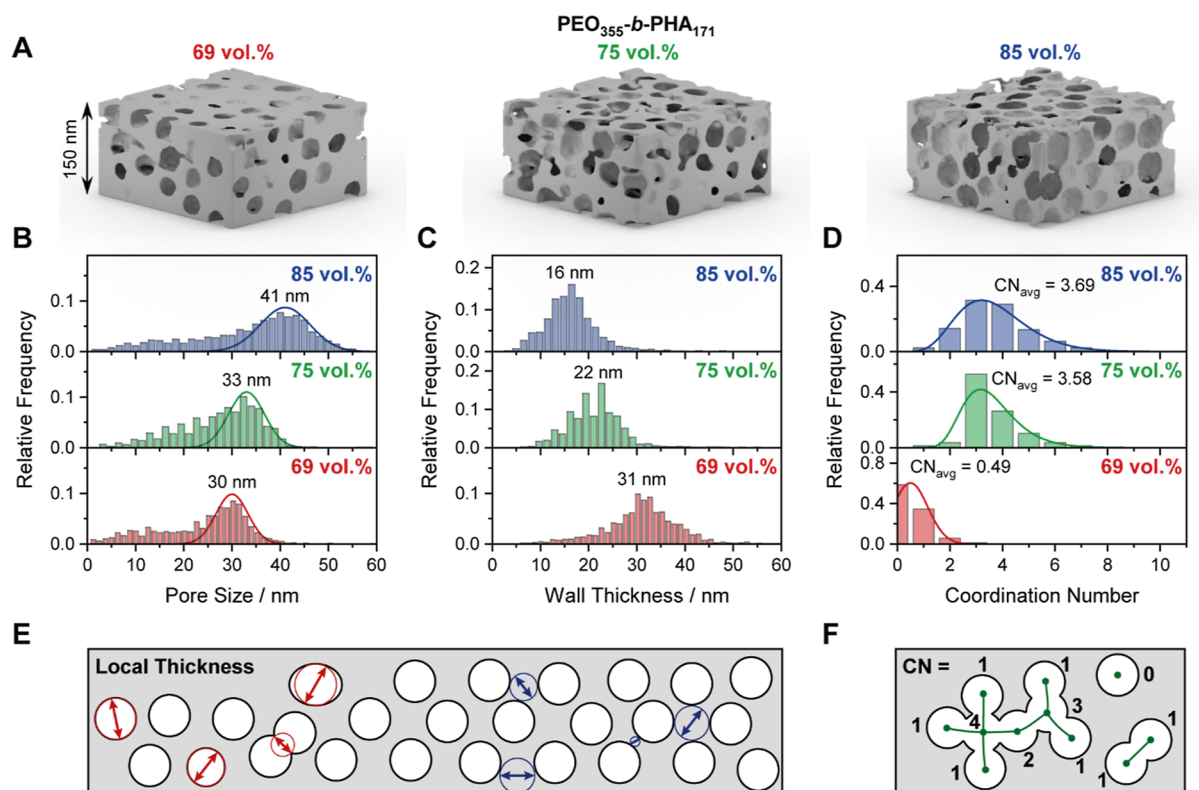 PEO355-b-PHA171
A
69 vol.%
75 vol.%
85 vol.%
150 nm
B
85 vol.%
41 nm
75 vol.%
33 nm
69 vol.%
30 nm
0.1
0.0
0.1
0.0
0.1
0.0
0 10 20 30 40 50 60
Relative Frequency
Pore Size / nm
C
85 vol.%
16 nm
75 vol.%
22 nm
69 vol.%
31 nm
0.2
0.1
0.0
0.2
0.1
0.0
0.1
0.0
0 10 20 30 40 50 60
Relative Frequency
Wall Thickness / nm
D
85 vol.%
CNavg = 3.69
75 vol.%
CNavg = 3.58
69 vol.%
CNavg = 0.49
0.4
0.0
0.4
0.0
0.8
0.4
0.0
0 2 4 6 8 10
Relative Frequency
Coordination Number
E
Local Thickness
F
CN =
1
1
0
1
4
3
1
2
1
1
1
1